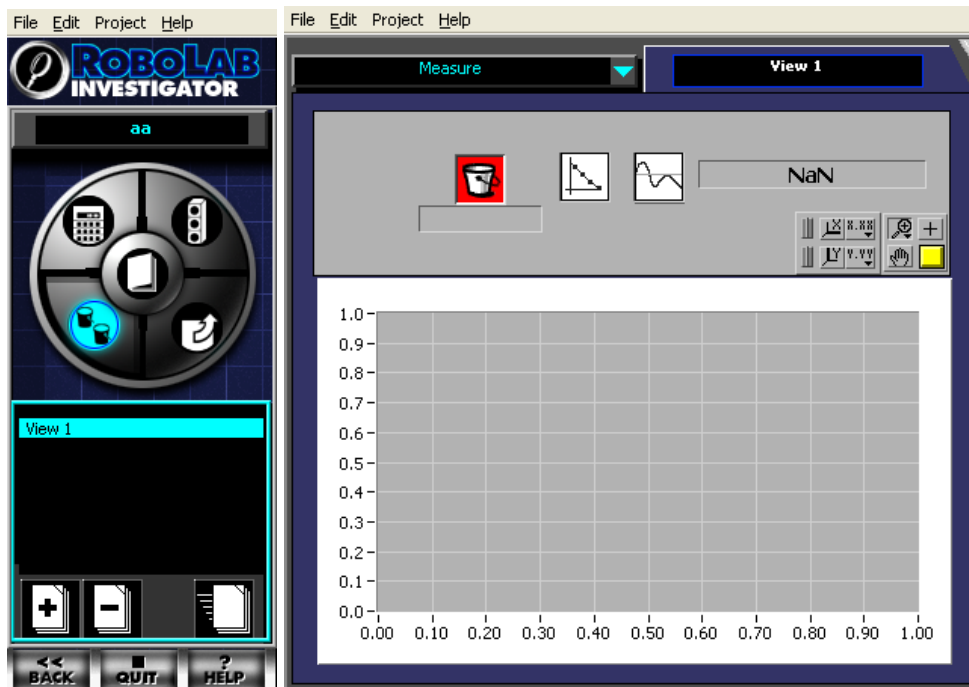 File Edit Project Help
ROBOLAB
INVESTIGATOR
aa
View 1
<<
BACK
QUIT
?
HELP
File Edit Project Help
Measure
View 1
NaN
X X.XX
Y Y.YY
1.0
0.9
0.8
0.7
0.6
0.5
0.4
0.3
0.2
0.1
0.0
0.00 0.10 0.20 0.30 0.40 0.50 0.60 0.70 0.80 0.90 1.00